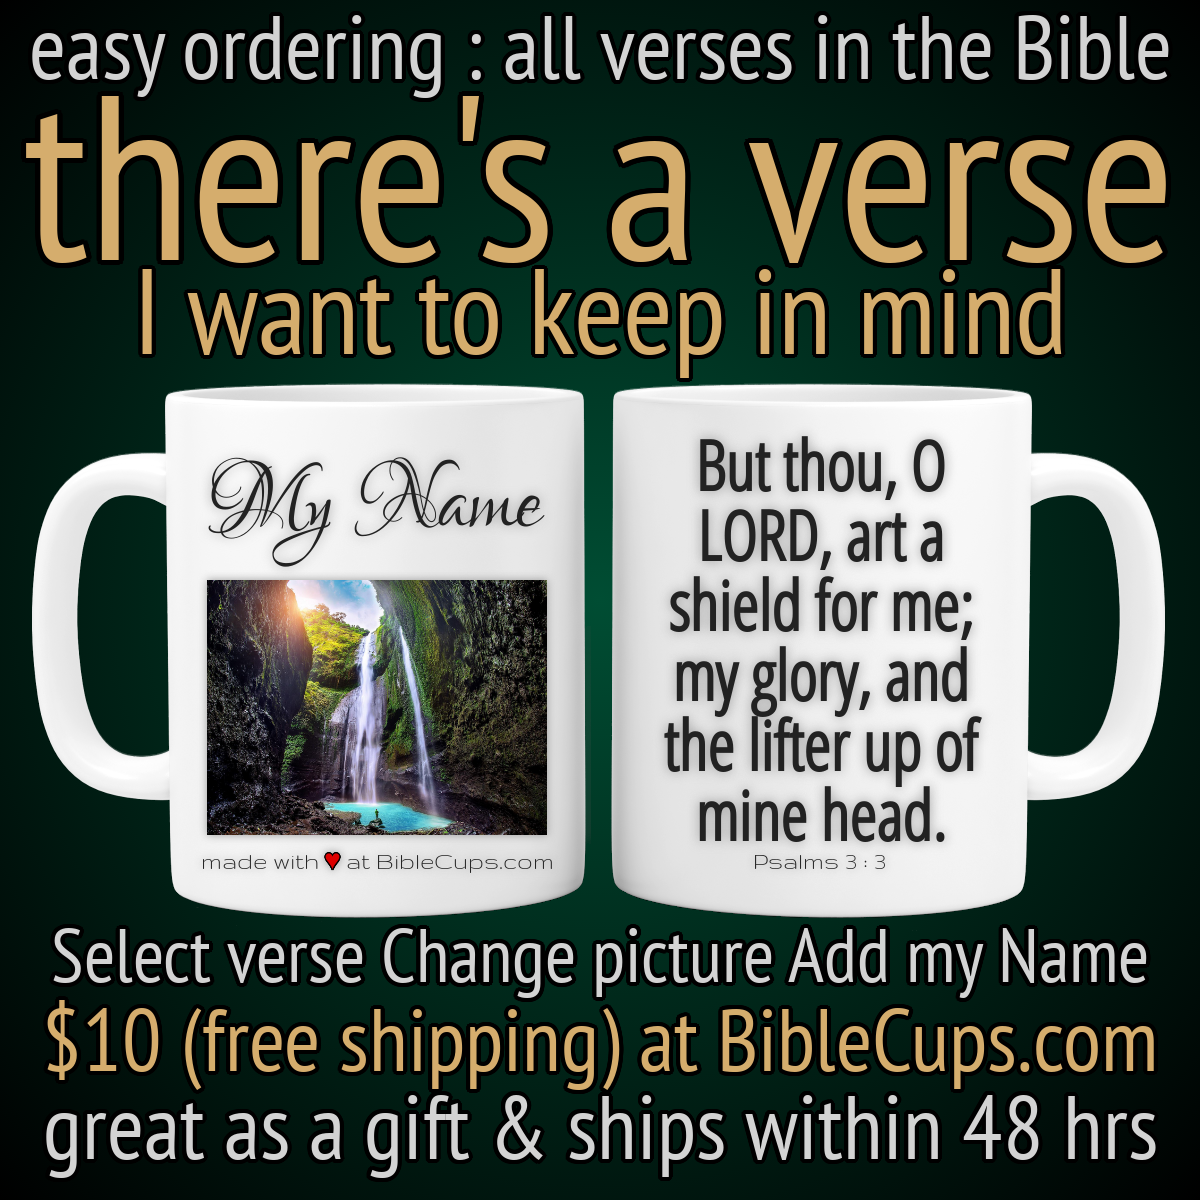 easy ordering : all verses in the Bible
there's a verse
I want to keep in mind
My Name
made with ♥ at BibleCups.com
But thou, O
LORD, art a
shield for me;
my glory, and
the lifter up of
mine head.
Psalms 3 : 3
Select verse Change picture Add my Name
$10 (free shipping) at BibleCups.com
great as a gift & ships within 48 hrs